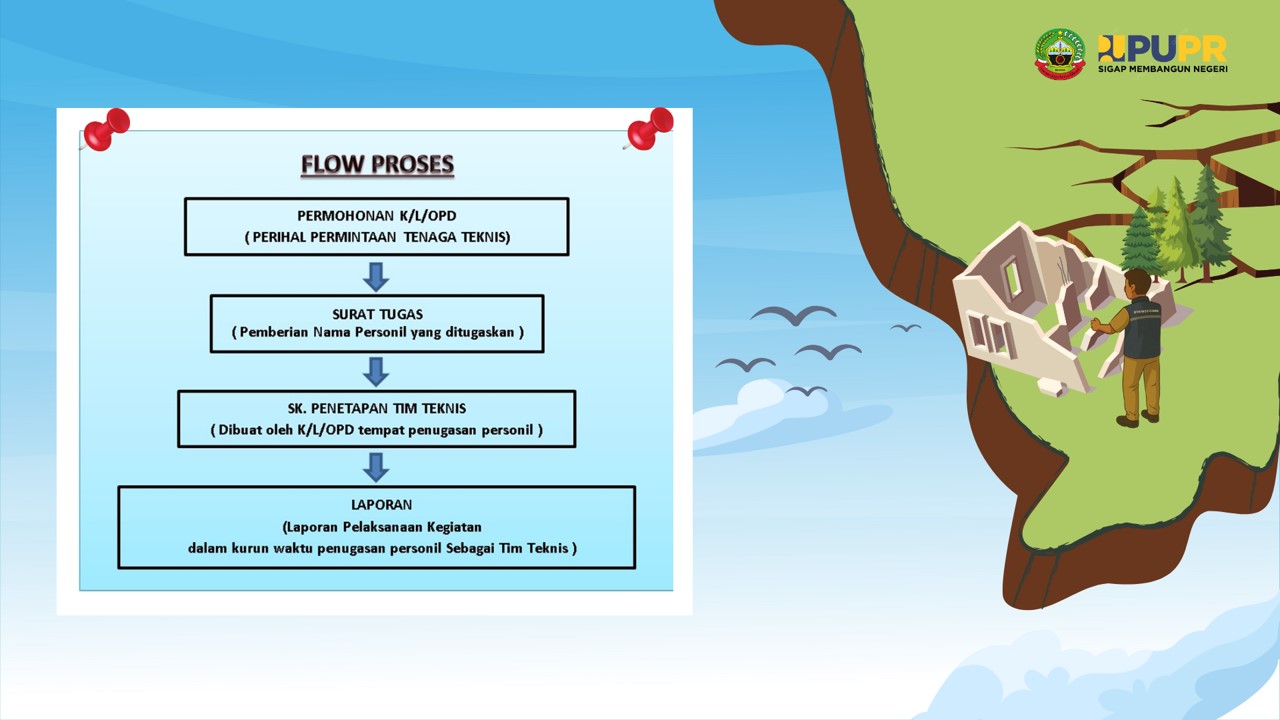 PUPR
SIGAP MEMBANGUN NEGERI
FLOW PROSES
PERMOHONAN K/L/OPD
( PERIHAL PERMINTAAN TENAGA TEKNIS)
SURAT TUGAS
( Pemberian Nama Personil yang ditugaskan )
SK. PENETAPAN TIM TEKNIS
( Dibuat oleh K/L/OPD tempat penugasan personil )
LAPORAN
(Laporan Pelaksanaan Kegiatan
dalam kurun waktu penugasan personil Sebagai Tim Teknis )